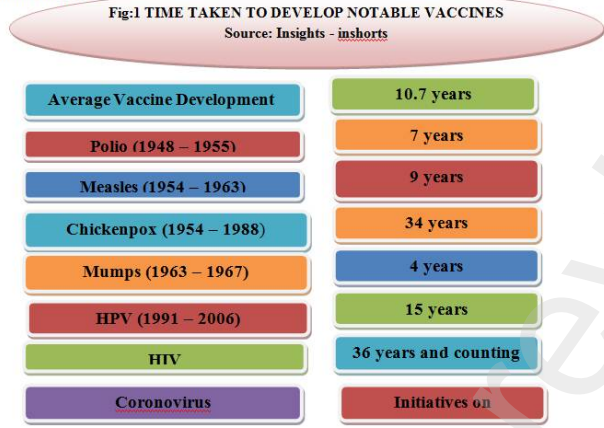 Fig:1 TIME TAKEN TO DEVELOP NOTABLE VACCINES
Source: Insights - inshorts
Average Vaccine Development
10.7 years
Polio (1948 – 1955)
7 years
Measles (1954 – 1963)
9 years
Chickenpox (1954 – 1988)
34 years
Mumps (1963 – 1967)
4 years
HPV (1991 – 2006)
15 years
HIV
36 years and counting
Coronovirus
Initiatives on